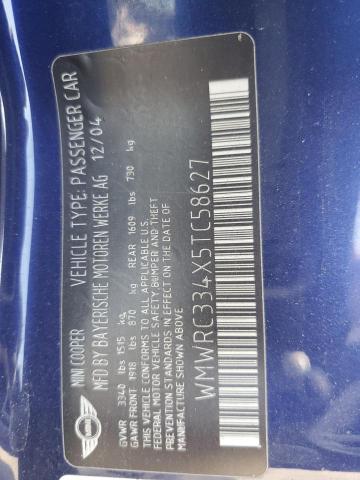 MINI COOPER VEHICLE TYPE: PASSENGER CAR
MFD BY BAYERISCHE MOTOREN WERKE AG 12/04
GVWR 3340 lbs 1515 kg
GAWR FRONT 1918 lbs 870 kg REAR 1609 lbs 730 kg
THIS VEHICLE CONFORMS TO ALL APPLICABLE U.S.
FEDERAL MOTOR VEHICLE SAFETY,BUMPER AND THEFT
PREVENTION STANDARDS IN EFFECT ON THE DATE OF
MANUFACTURE SHOWN ABOVE
WMWRC334X5TC58627
MINI